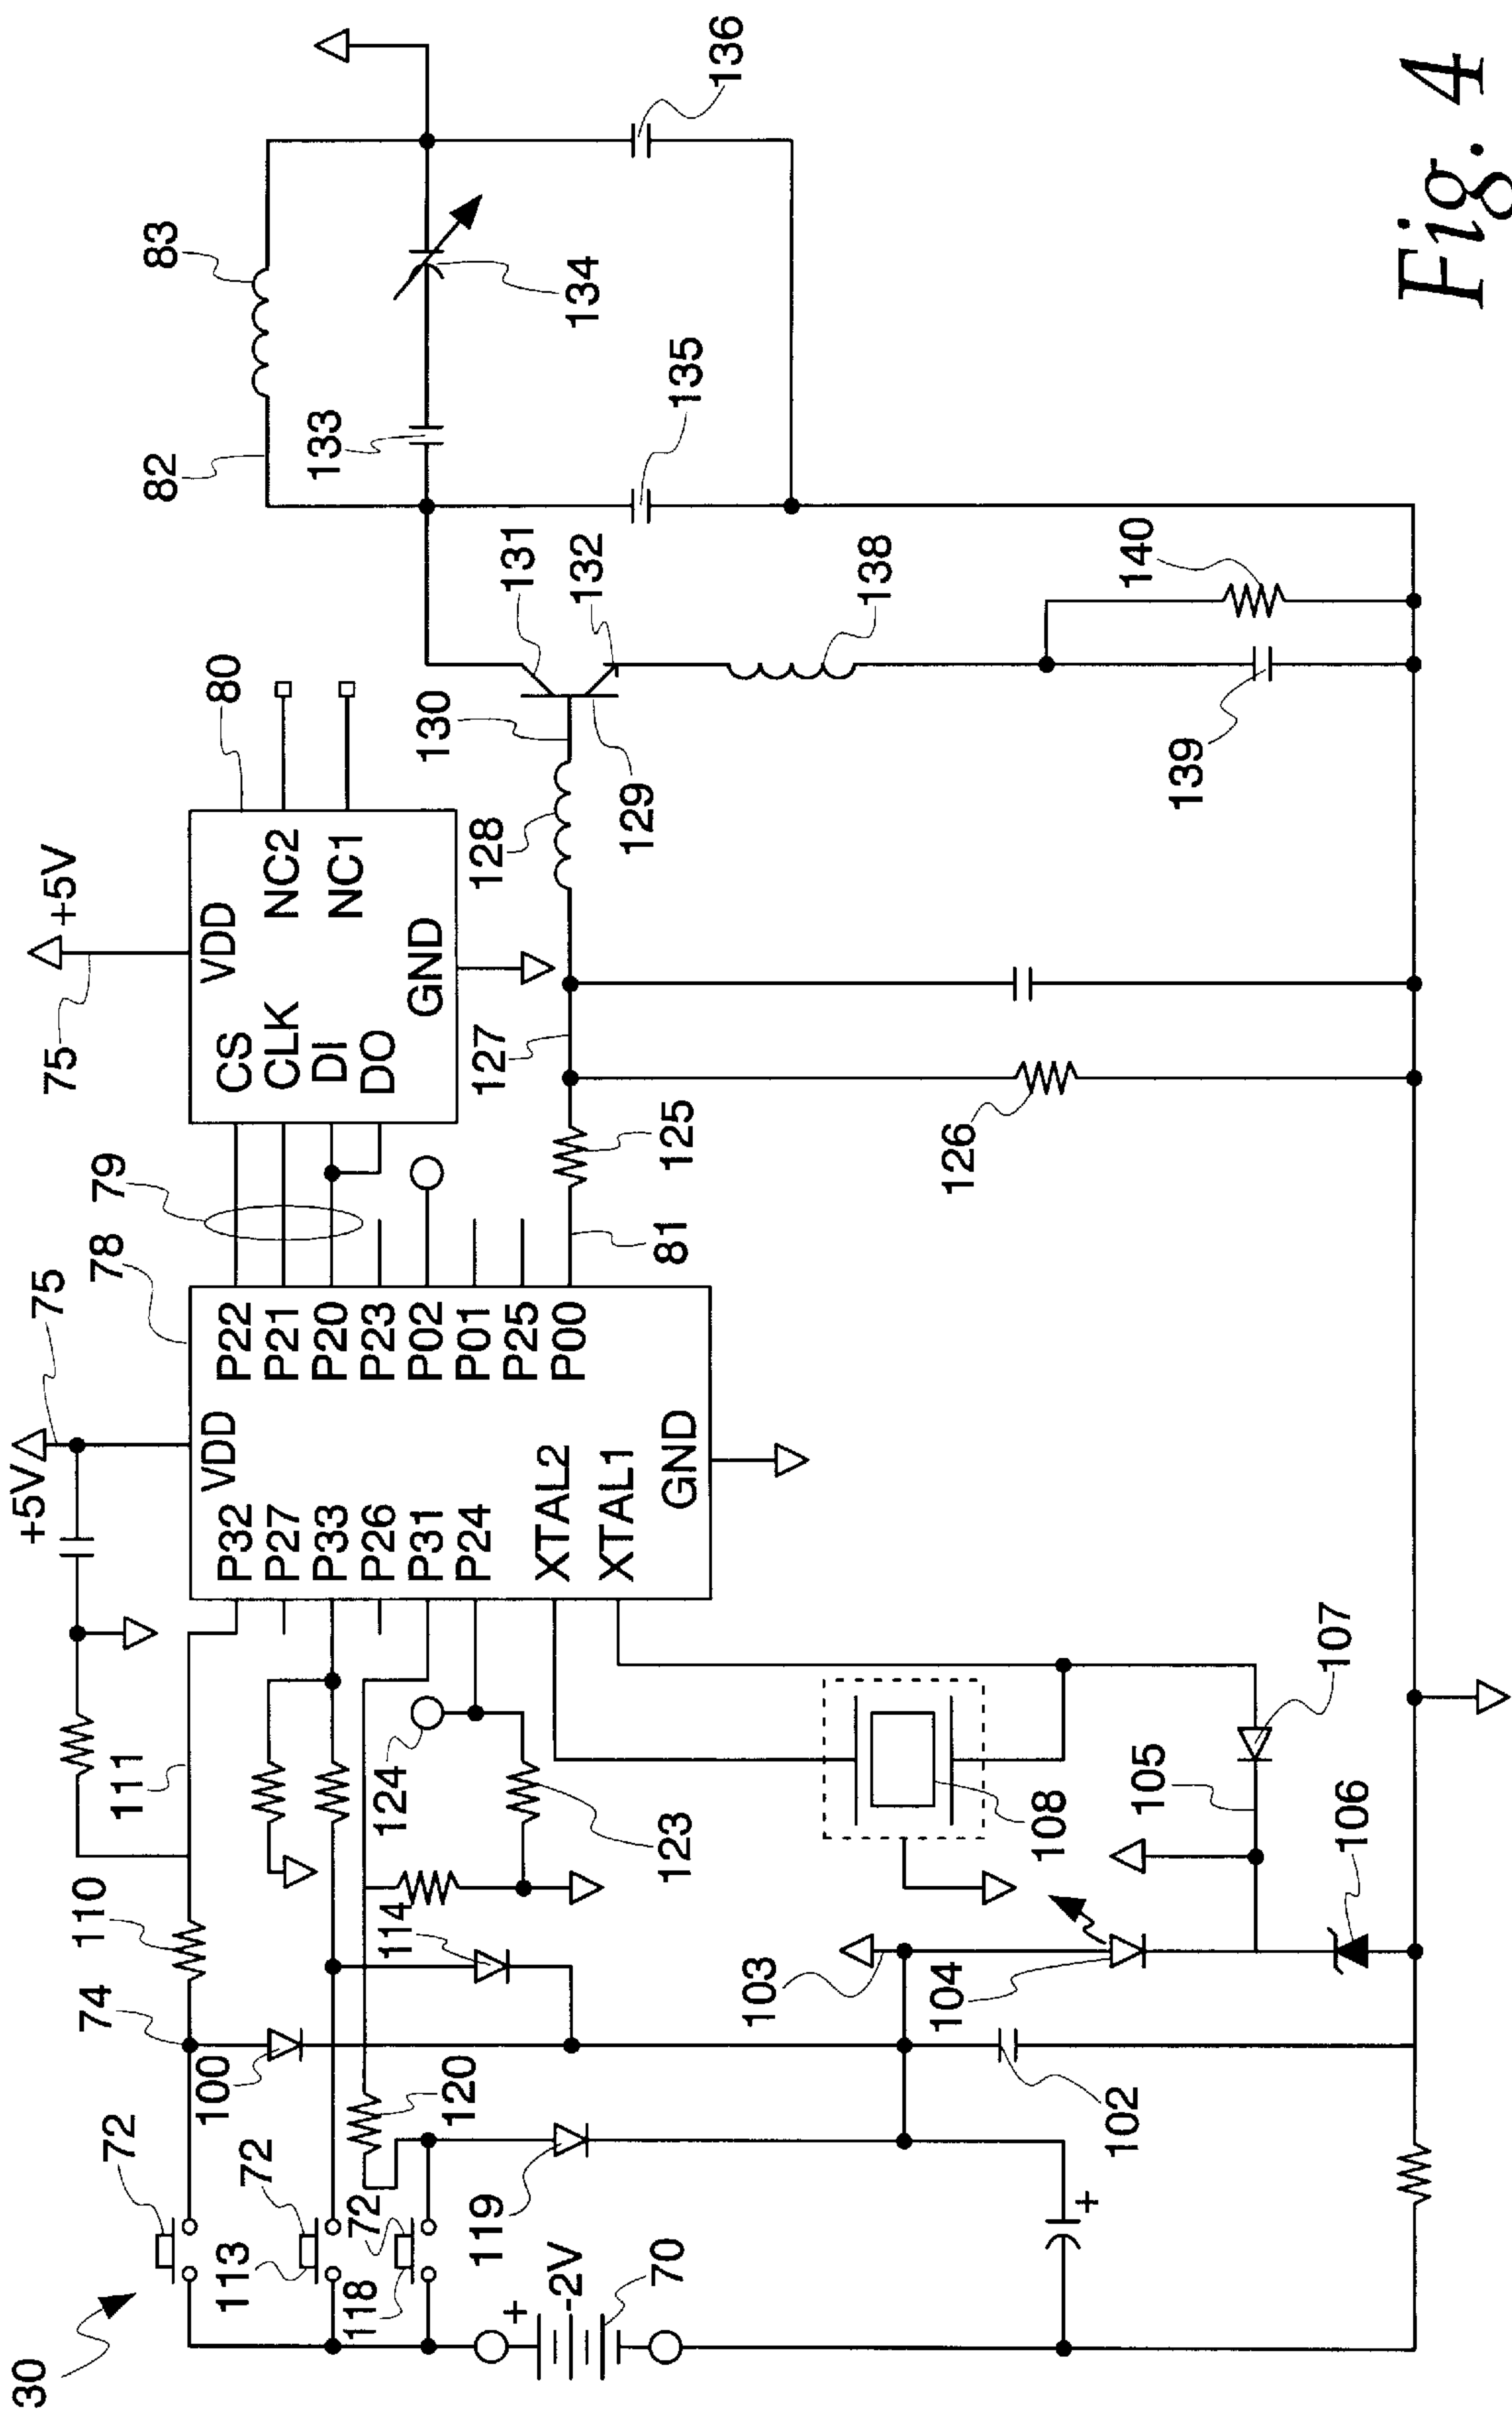 30
72
74
110
111
+5V
75
78
79
75
+5V
80
82
83
113
72
100
P32
VDD
P22
P27
P21
P33
P20
P26
P23
P31
P02
P24
P01
P25
P00
XTAL2
XTAL1
GND
CS
VDD
CLK
NC2
DI
NC1
DO
GND
133
134
118
72
120
114
124
123
81
125
127
128
130
129
131
132
135
136
119
+
-2V
70
103
104
108
105
107
106
102
+
126
138
139
140
Fig. 4